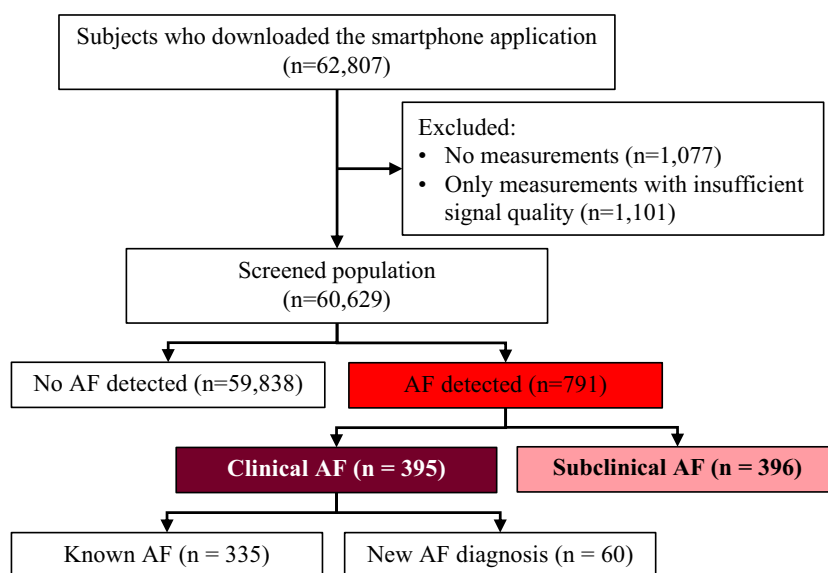 Subjects who downloaded the smartphone application
(n=62,807)
Excluded:
• No measurements (n=1,077)
• Only measurements with insufficient
signal quality (n=1,101)
Screened population
(n=60,629)
No AF detected (n=59,838)
AF detected (n=791)
Clinical AF (n = 395)
Subclinical AF (n = 396)
Known AF (n = 335)
New AF diagnosis (n = 60)